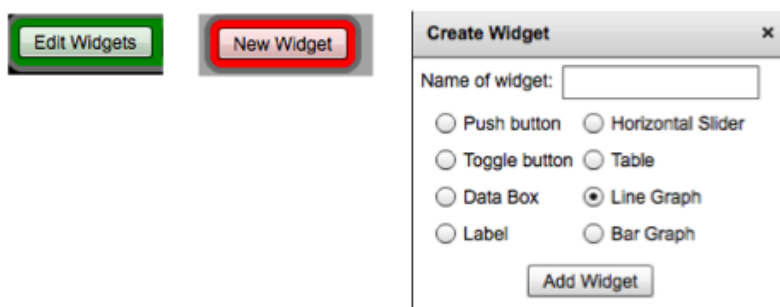 Edit Widgets
New Widget
Create Widget ×
Name of widget:
Push button Horizontal Slider
Toggle button Table
Data Box Line Graph
Label Bar Graph
Add Widget